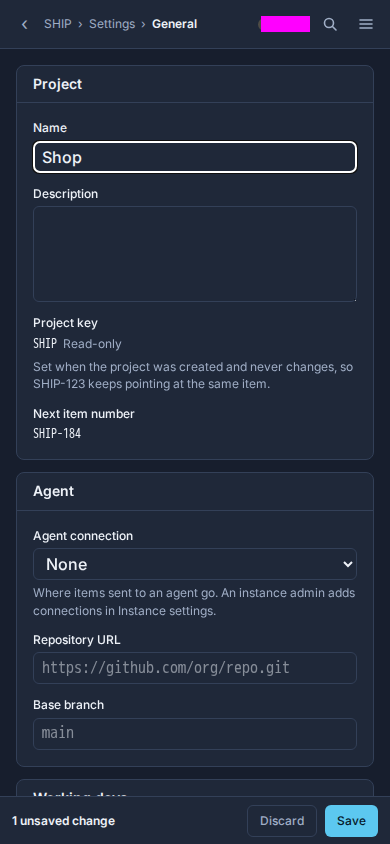 SHIP › Settings › General
Project
Name
Shop
Description
Project key
SHIP Read-only
Set when the project was created and never changes, so
SHIP-123 keeps pointing at the same item.
Next item number
SHIP-184
Agent
Agent connection
None
Where items sent to an agent go. An instance admin adds
connections in Instance settings.
Repository URL
https://github.com/org/repo.git
Base branch
main
Working days
1 unsaved change
Discard
Save